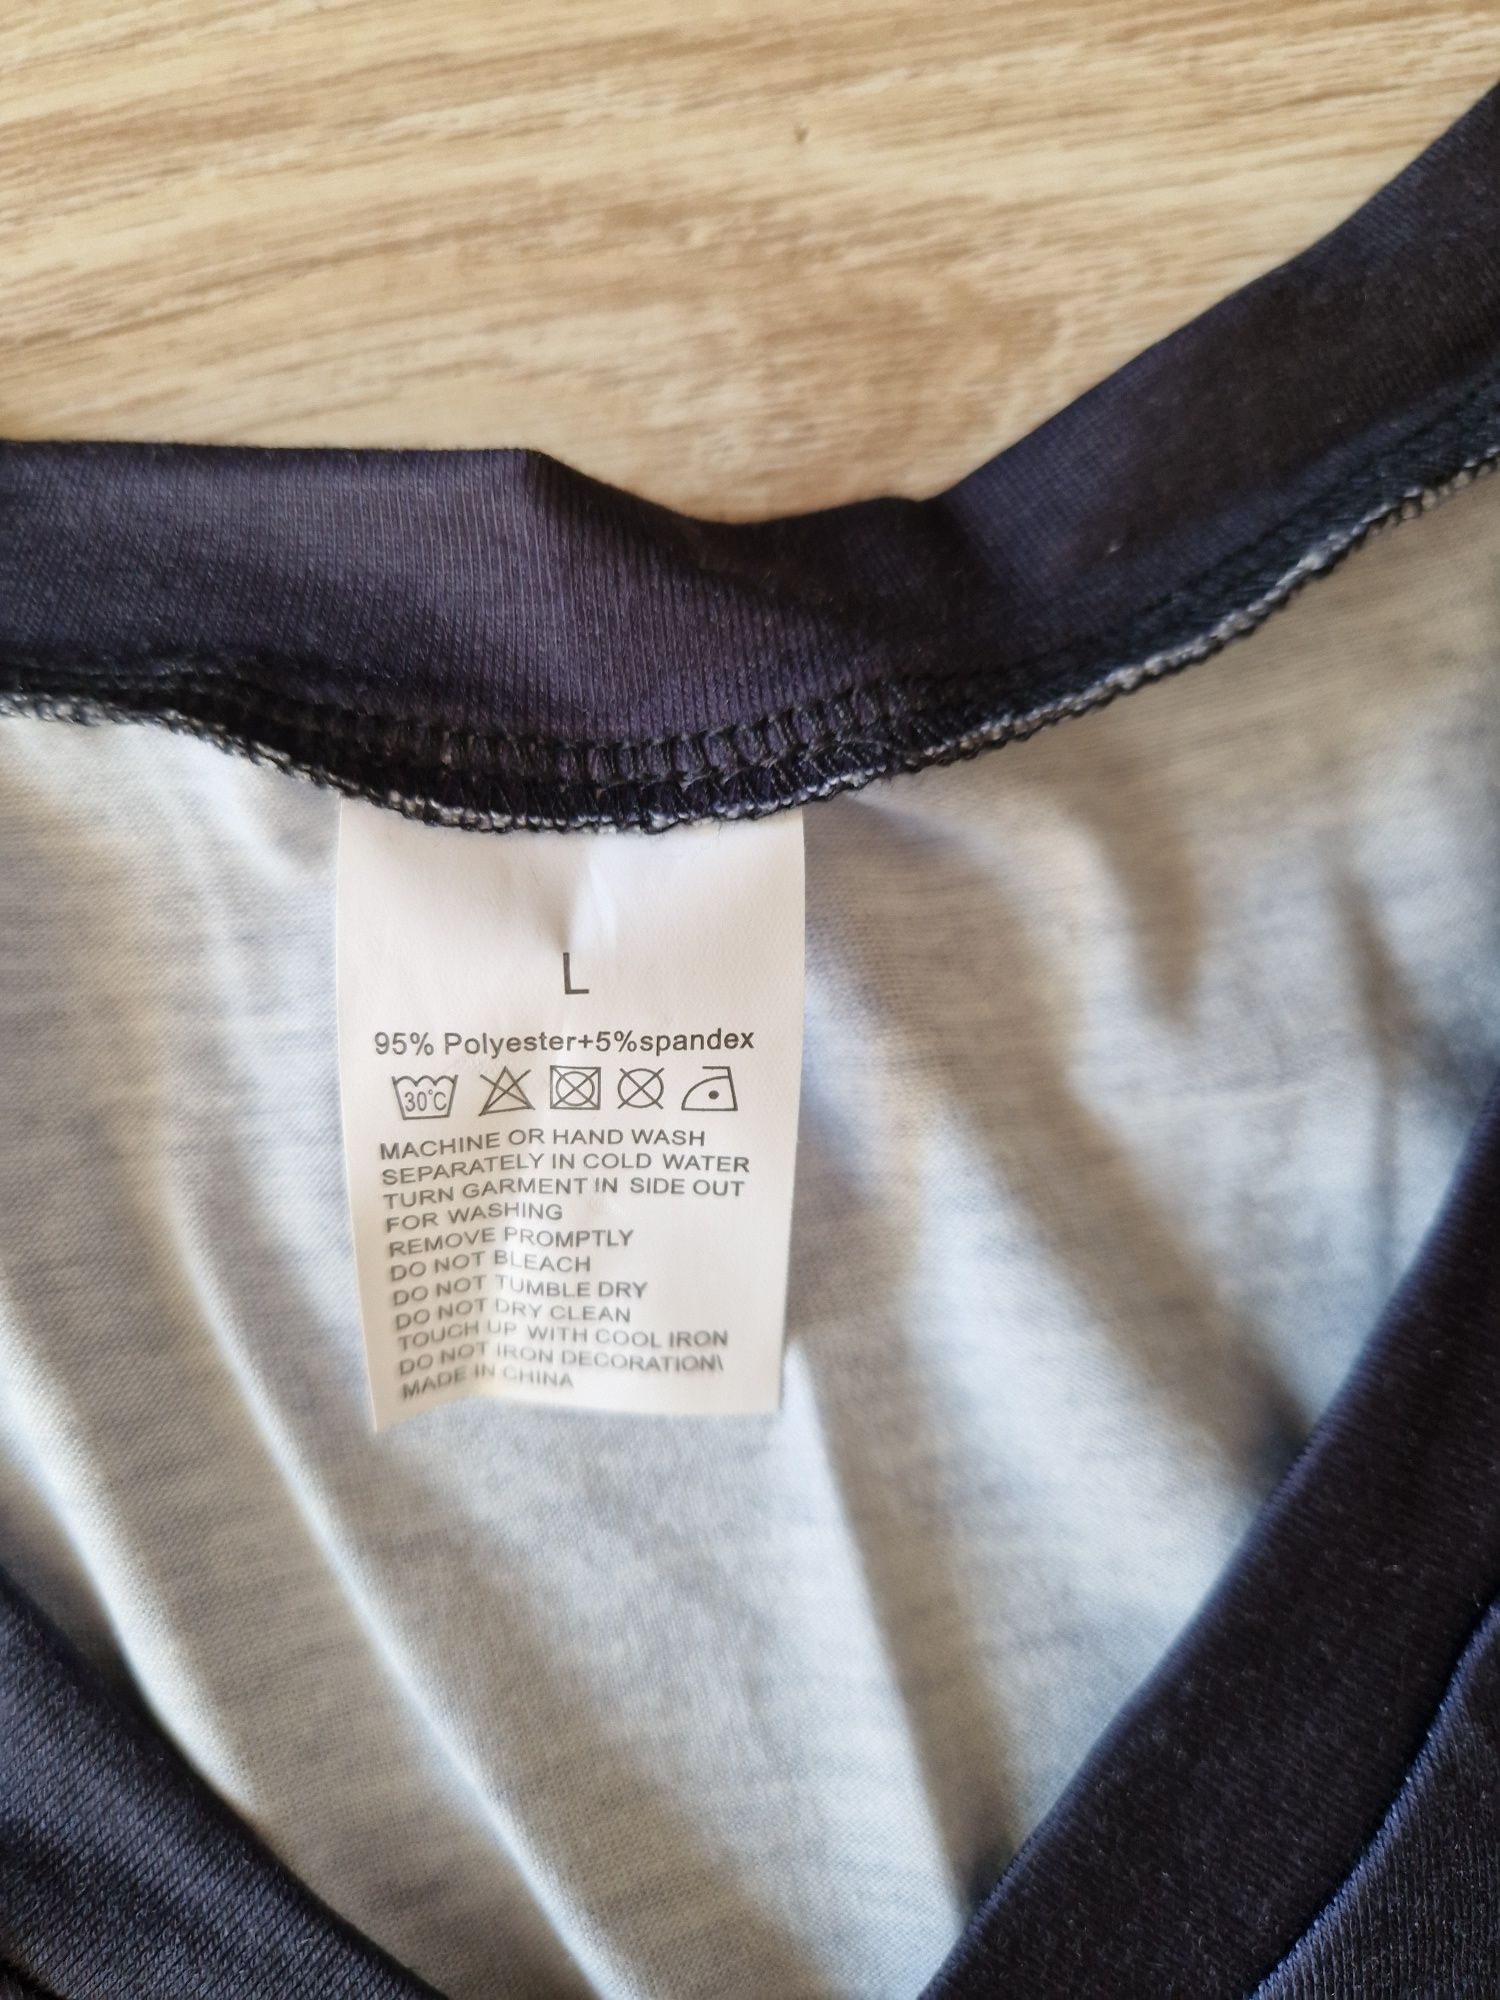 L
95% Polyester+5%spandex
30°C
MACHINE OR HAND WASH
SEPARATELY IN COLD WATER
TURN GARMENT IN SIDE OUT
FOR WASHING
REMOVE PROMPTLY
DO NOT BLEACH
DO NOT TUMBLE DRY
DO NOT DRY CLEAN
TOUCH UP WITH COOL IRON
DO NOT IRON DECORATION\
MADE IN CHINA